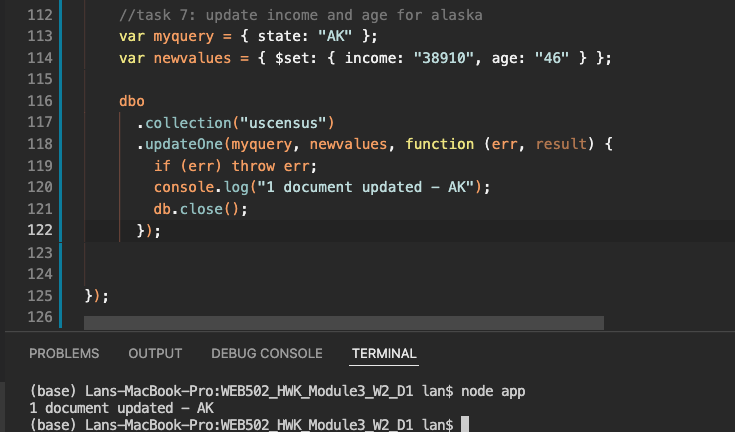 112 //task 7: update income and age for alaska
113 var myquery = { state: "AK" };
114 var newvalues = { $set: { income: "38910", age: "46" } };
115
116 dbo
117 .collection("uscensus")
118 .updateOne(myquery, newvalues, function (err, result) {
119 if (err) throw err;
120 console.log("1 document updated - AK");
121 db.close();
122 });
123
124
125 });
126
PROBLEMS OUTPUT DEBUG CONSOLE TERMINAL
(base) Lans-MacBook-Pro:WEB502_HWK_Module3_W2_D1 lan$ node app
1 document updated - AK
(base) Lans-MacBook-Pro:WEB502_HWK_Module3_W2_D1 lan$